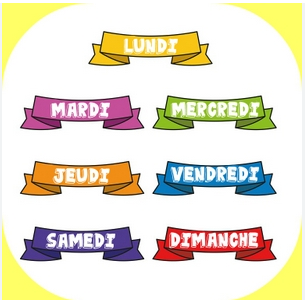 LUNDI
MARDI
MERCREDI
JEUDI
VENDREDI
SAMEDI
DIMANCHE